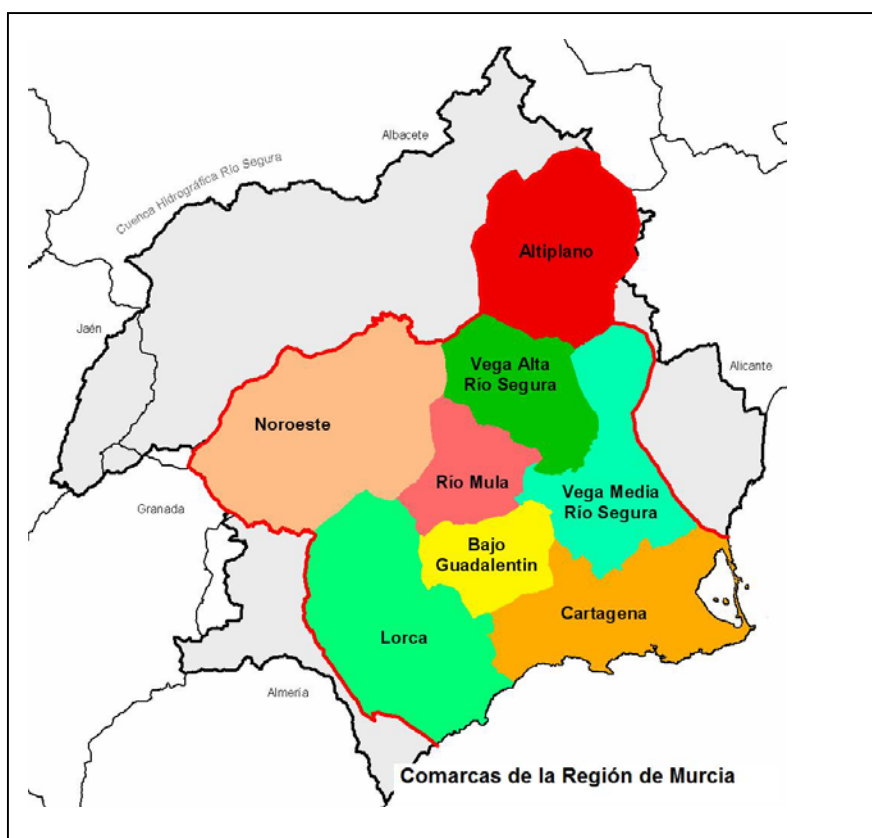 Albacete
Cuenca Hidrográfica Río Segura
Altiplano
Jaén
Vega Alta
Río Segura
Alicante
Noroeste
Río Mula
Vega Media
Río Segura
Granada
Bajo
Guadalentin
Cartagena
Lorca
Almería
Comarcas de la Región de Murcia